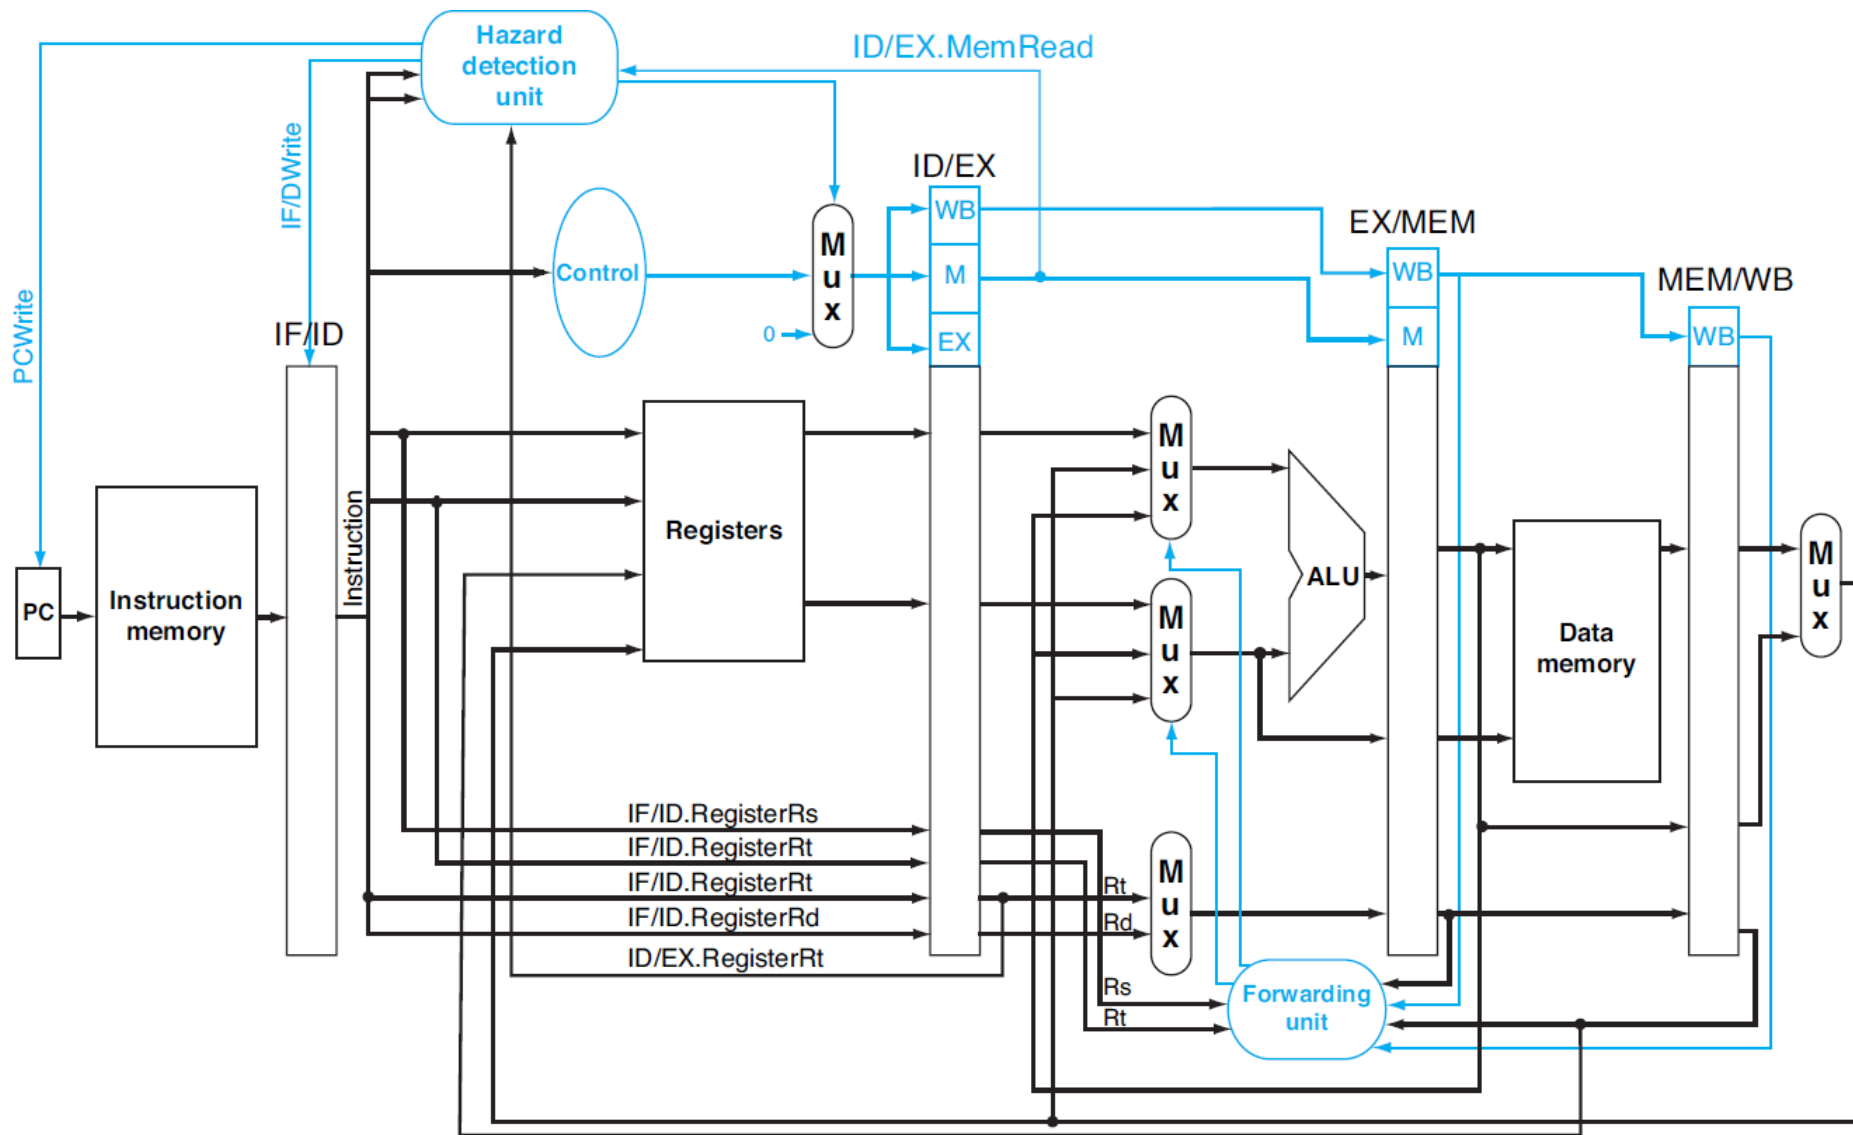 Hazard
detection
unit
ID/EX.MemRead
IF/DWrite
PCWrite
ID/EX
WB
M
EX
Control
0
M
u
x
EX/MEM
WB
M
MEM/WB
WB
IF/ID
PC
Instruction
memory
Instruction
Registers
M
u
x
M
u
x
ALU
Data
memory
M
u
x
IF/ID.RegisterRs
IF/ID.RegisterRt
IF/ID.RegisterRt
IF/ID.RegisterRd
ID/EX.RegisterRt
Rt
Rd
M
u
x
Rs
Rt
Forwarding
unit